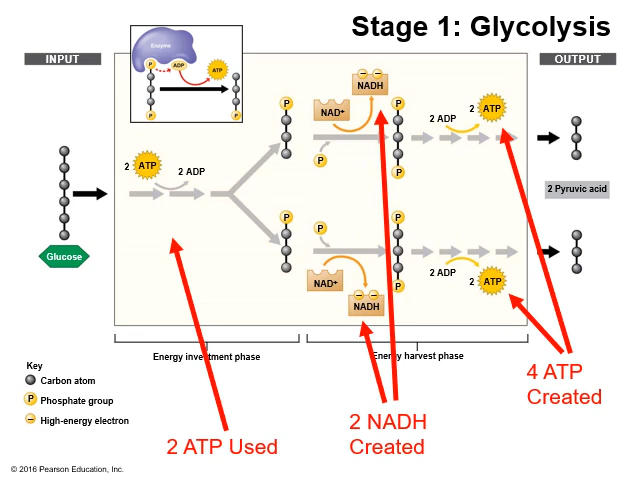 Stage 1: Glycolysis
INPUT
OUTPUT
Enzyme
P
ADP
ATP
P
P
NADH
NAD+
P
P
P
P
2 ADP
2 ATP
2 ATP
2 ADP
2 Pyruvic acid
Glucose
P
P
P
NAD+
NADH
P
2 ADP
2 ATP
Energy investment phase
Energy harvest phase
Key
Carbon atom
P Phosphate group
High-energy electron
2 ATP Used
2 NADH
Created
4 ATP
Created
© 2016 Pearson Education, Inc.